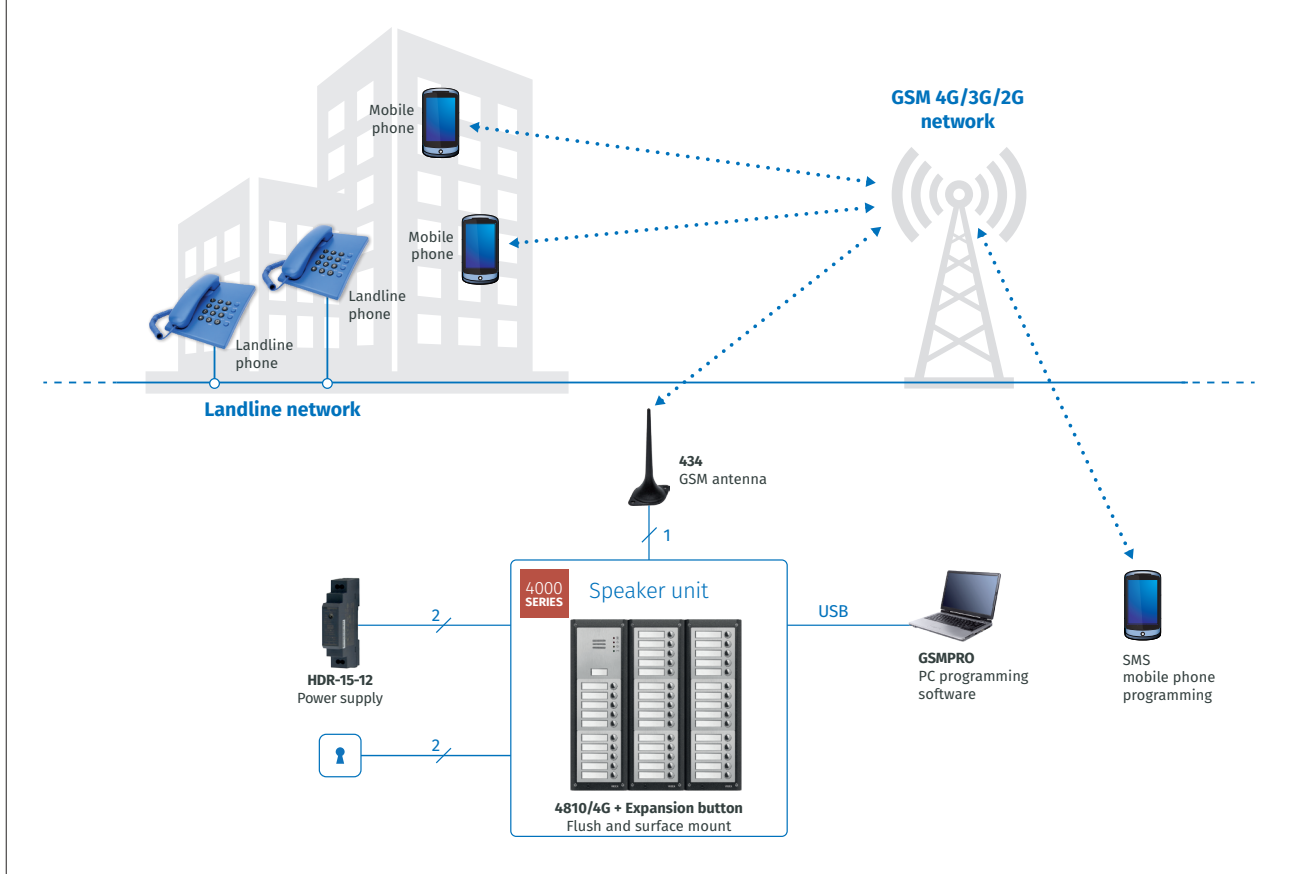 GSM 4G/3G/2G
network
Mobile
phone
Mobile
phone
Landline
phone
Landline
phone
Landline network
434
GSM antenna
1
4000
SERIES
Speaker unit
2
USB
HDR-15-12
Power supply
GSMPRO
PC programming
software
SMS
mobile phone
programming
2
4810/4G + Expansion button
Flush and surface mount